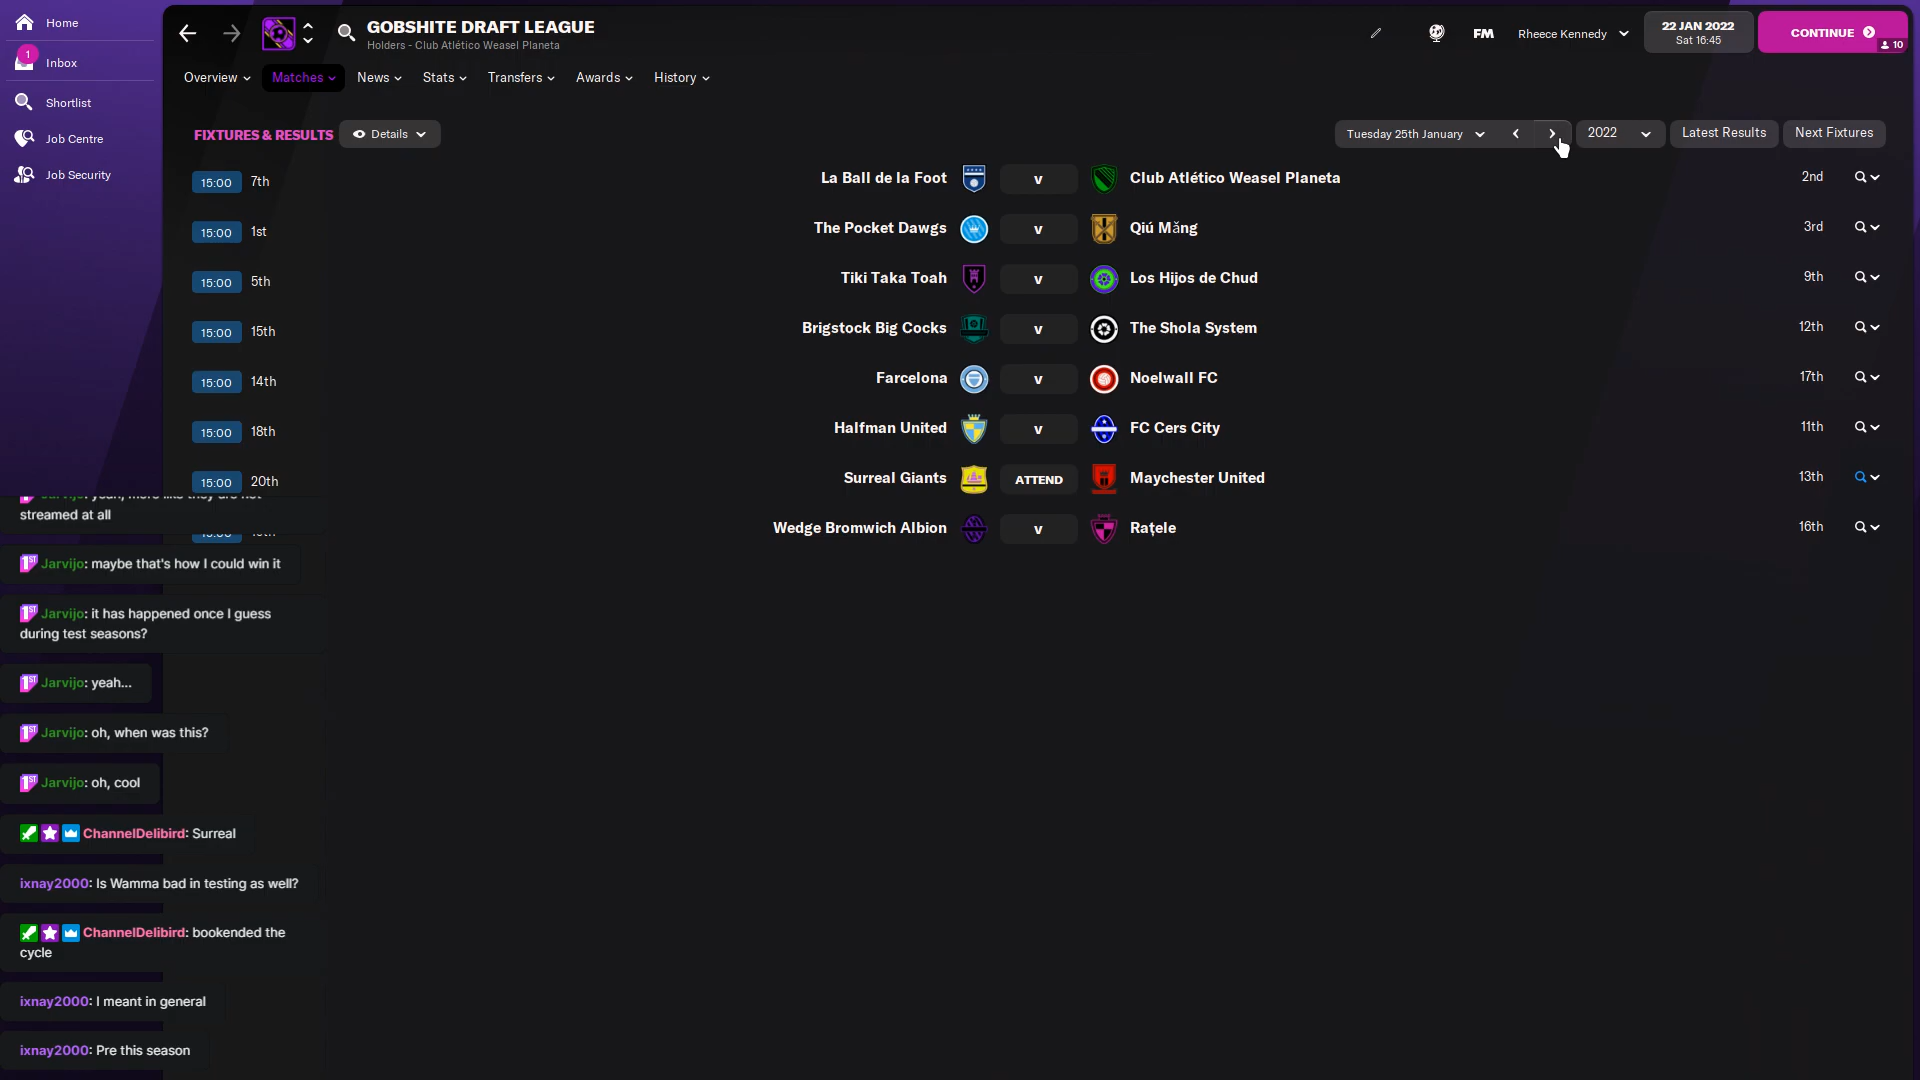 Home
1
Inbox
Shortlist
Job Centre
Job Security
GOBSHITE DRAFT LEAGUE
Holders - Club Atlético Weasel Planeta
FM
Rheece Kennedy
22 JAN 2022
Sat 16:45
CONTINUE
10
Overview
Matches
News
Stats
Transfers
Awards
History
FIXTURES & RESULTS
Details
Tuesday 25th January
2022
Latest Results
Next Fixtures
15:00 7th La Ball de la Foot v Club Atlético Weasel Planeta 2nd
15:00 1st The Pocket Dawgs v Qiú Mǎng 3rd
15:00 5th Tiki Taka Toah v Los Hijos de Chud 9th
15:00 15th Brigstock Big Cocks v The Shola System 12th
15:00 14th Farcelona v Noelwall FC 17th
15:00 18th Halfman United v FC Cers City 11th
15:00 20th Surreal Giants ATTEND Maychester United 13th
Wedge Bromwich Albion v Rațele 16th
streamed at all
1ST Jarvijo: maybe that's how I could win it
1ST Jarvijo: it has happened once I guess
during test seasons?
1ST Jarvijo: yeah...
1ST Jarvijo: oh, when was this?
1ST Jarvijo: oh, cool
ChannelDelibird: Surreal
ixnay2000: Is Wamma bad in testing as well?
ChannelDelibird: bookended the
cycle
ixnay2000: I meant in general
ixnay2000: Pre this season